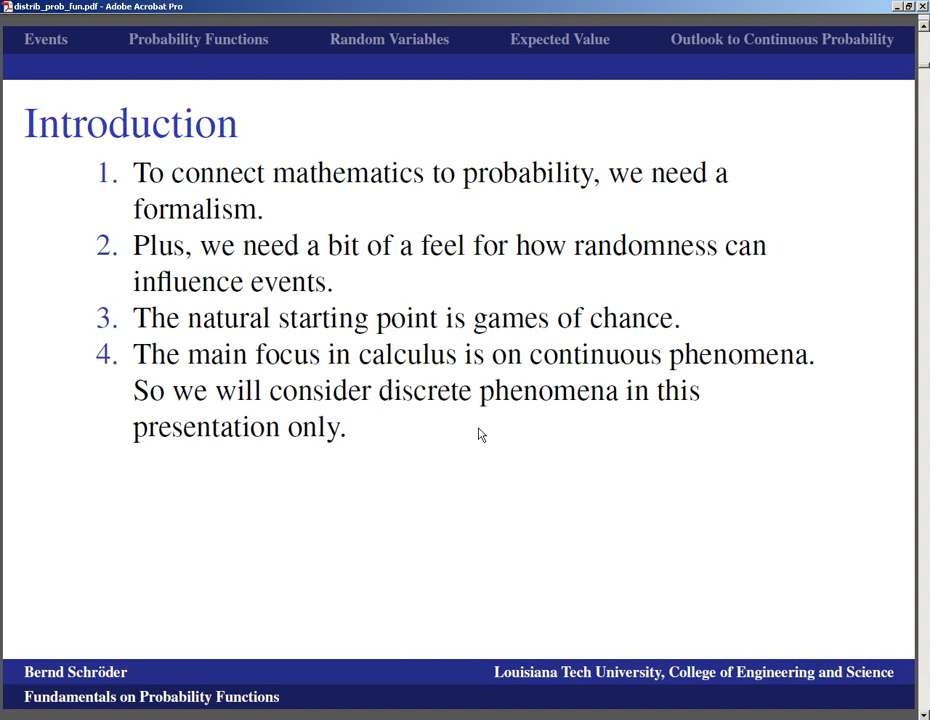 distrib_prob_fun.pdf - Adobe Acrobat Pro
Events Probability Functions Random Variables Expected Value Outlook to Continuous Probability
Introduction
1. To connect mathematics to probability, we need a
formalism.
2. Plus, we need a bit of a feel for how randomness can
influence events.
3. The natural starting point is games of chance.
4. The main focus in calculus is on continuous phenomena.
So we will consider discrete phenomena in this
presentation only.
Bernd Schröder Louisiana Tech University, College of Engineering and Science
Fundamentals on Probability Functions